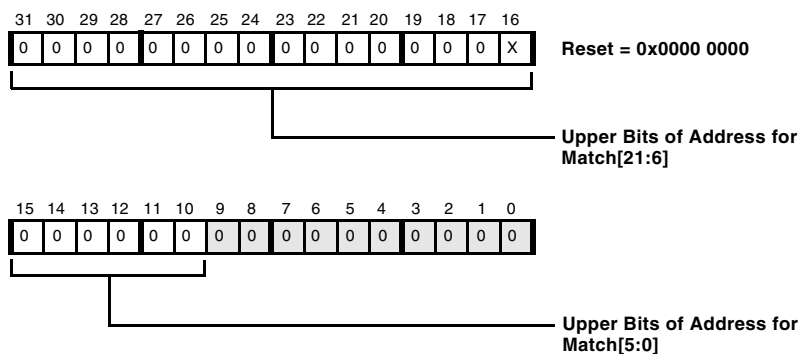 31 30 29 28 27 26 25 24 23 22 21 20 19 18 17 16
0 0 0 0 0 0 0 0 0 0 0 0 0 0 0 X
Reset = 0x0000 0000
Upper Bits of Address for
Match[21:6]
15 14 13 12 11 10 9 8 7 6 5 4 3 2 1 0
0 0 0 0 0 0 0 0 0 0 0 0 0 0 0 0
Upper Bits of Address for
Match[5:0]